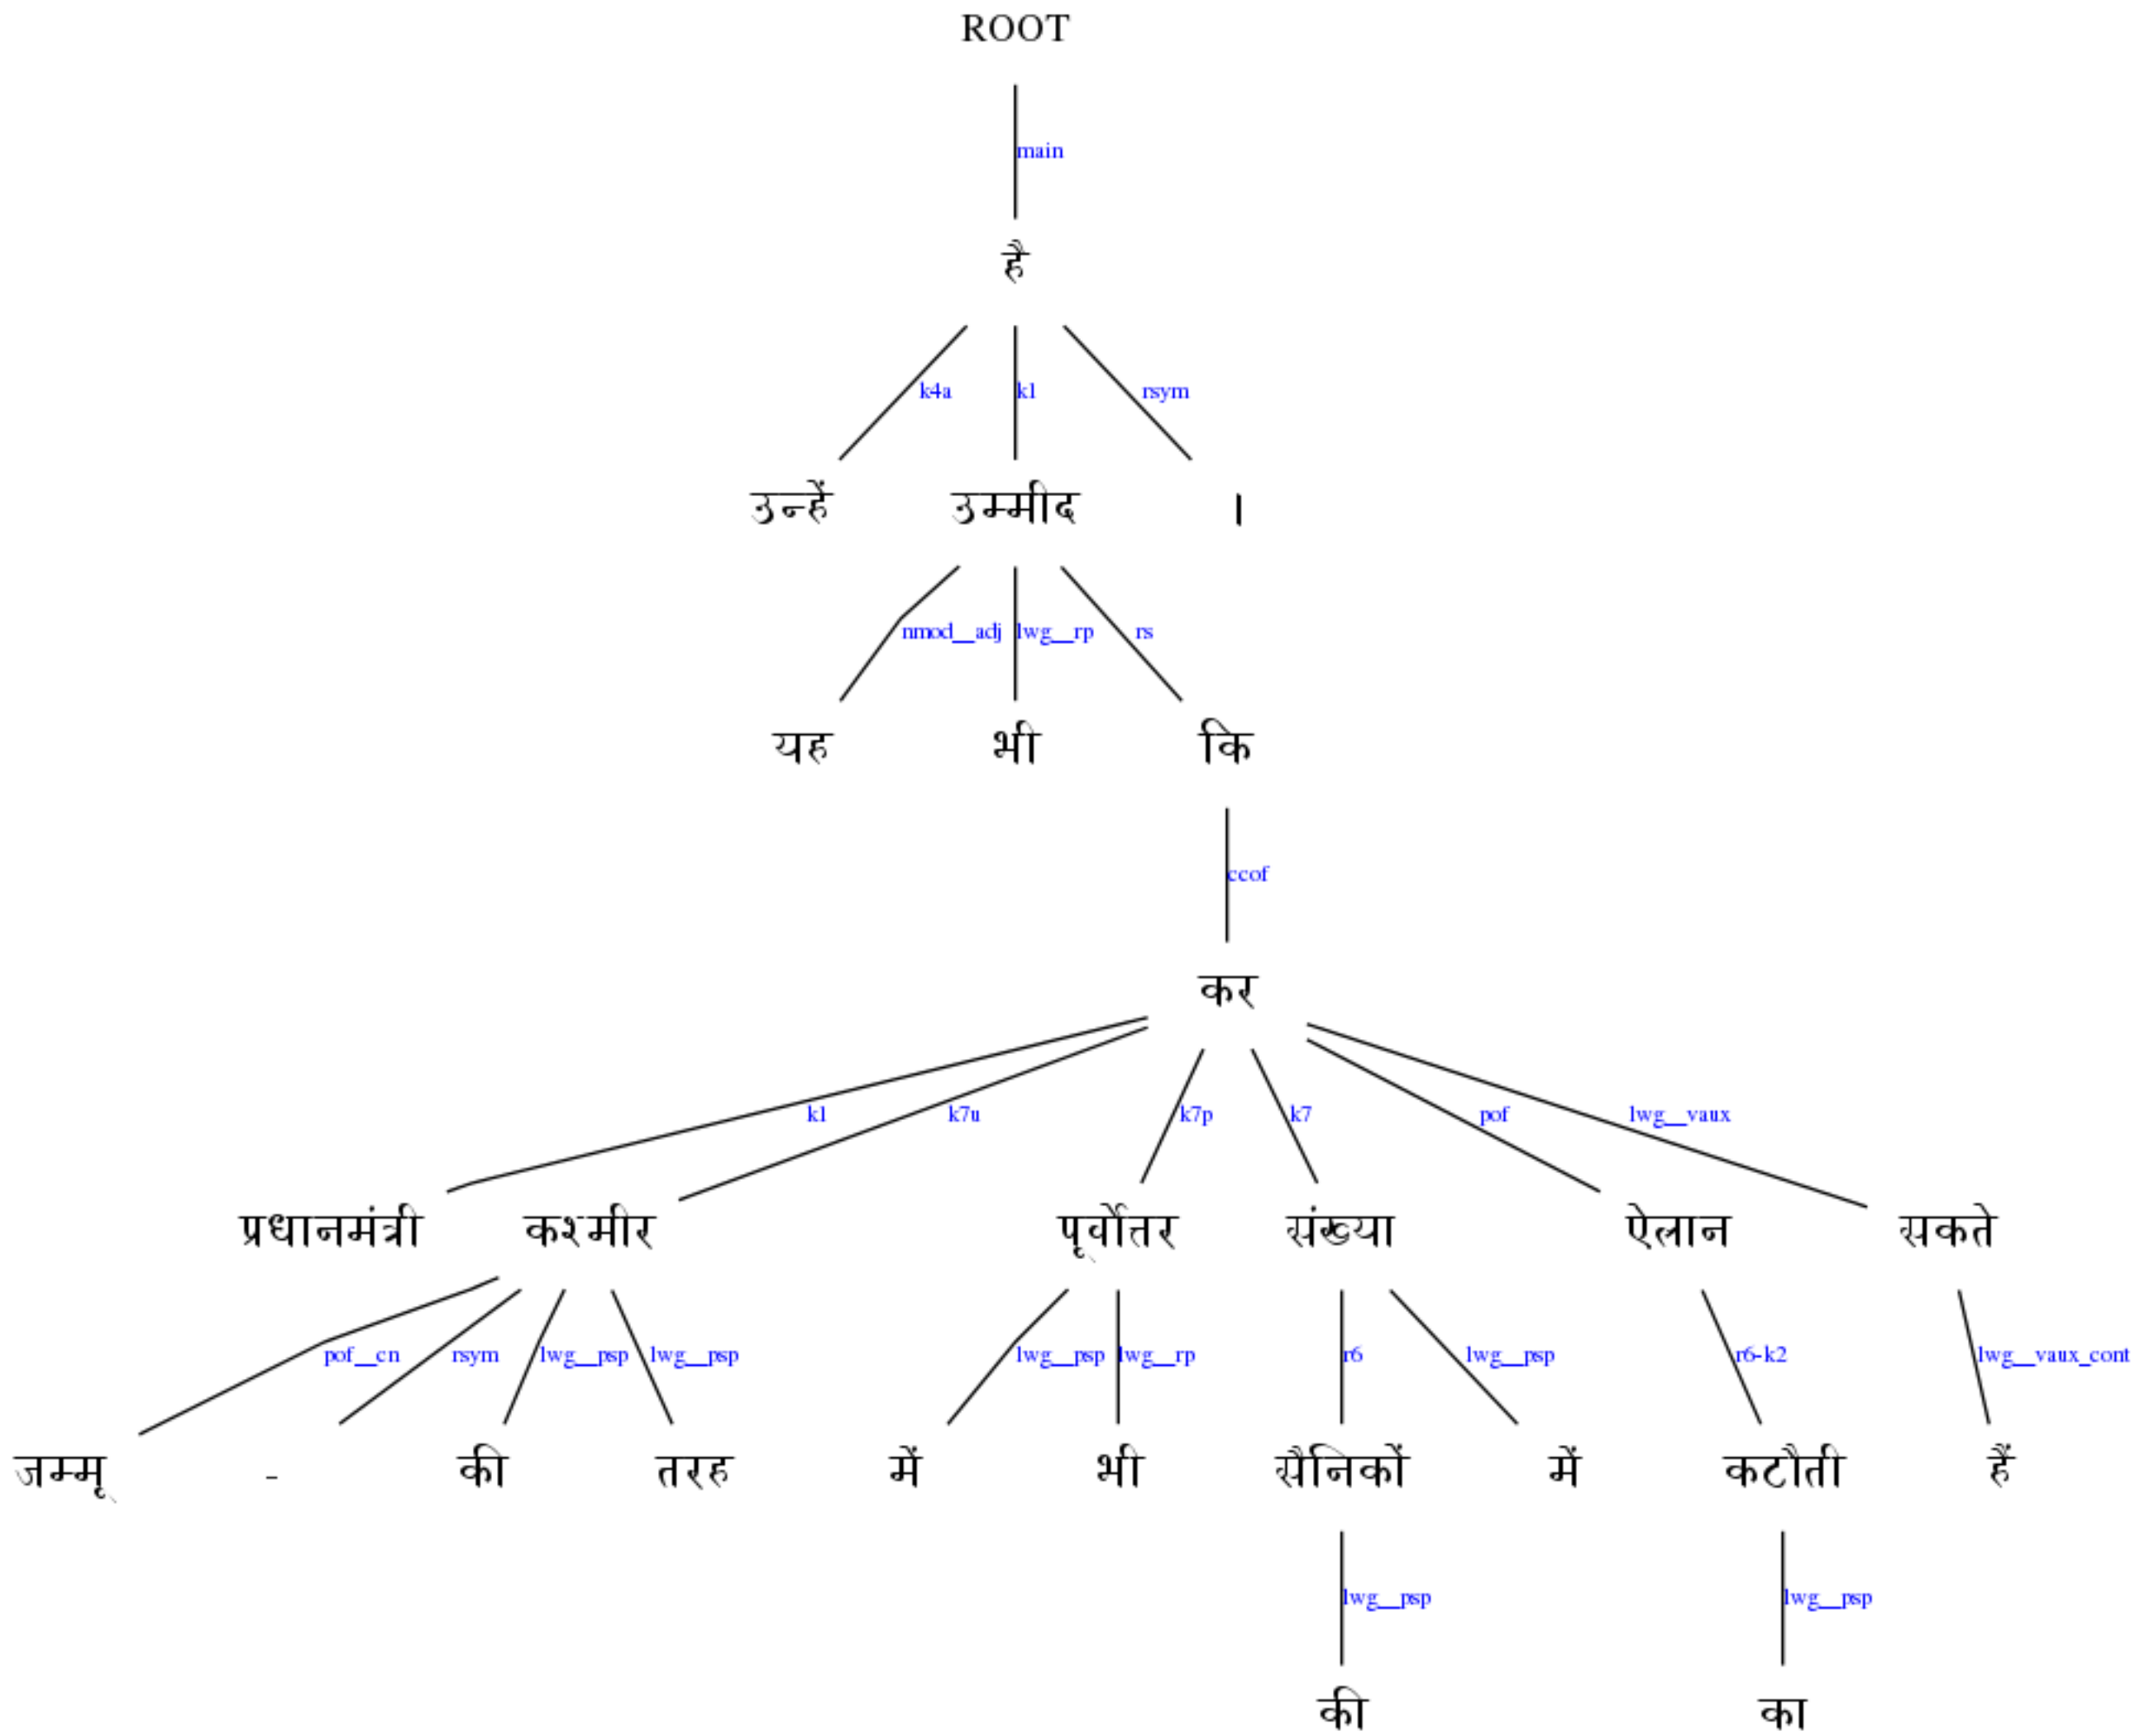 ROOT
main
है
k4a k1 rsym
उन्हें उम्मीद ।
nmod__adj lwg__rp rs
यह भी कि
ccof
कर
k1 k7u k7p k7 pof lwg__vaux
प्रधानमंत्री कश्मीर पूर्वोत्तर संख्या ऐलान सकते
pof__cn rsym lwg__psp lwg__psp lwg__psp lwg__rp r6 lwg__psp r6-k2 lwg__vaux_cont
जम्मू - की तरह में भी सैनिकों में कटौती हैं
lwg__psp lwg__psp
की का